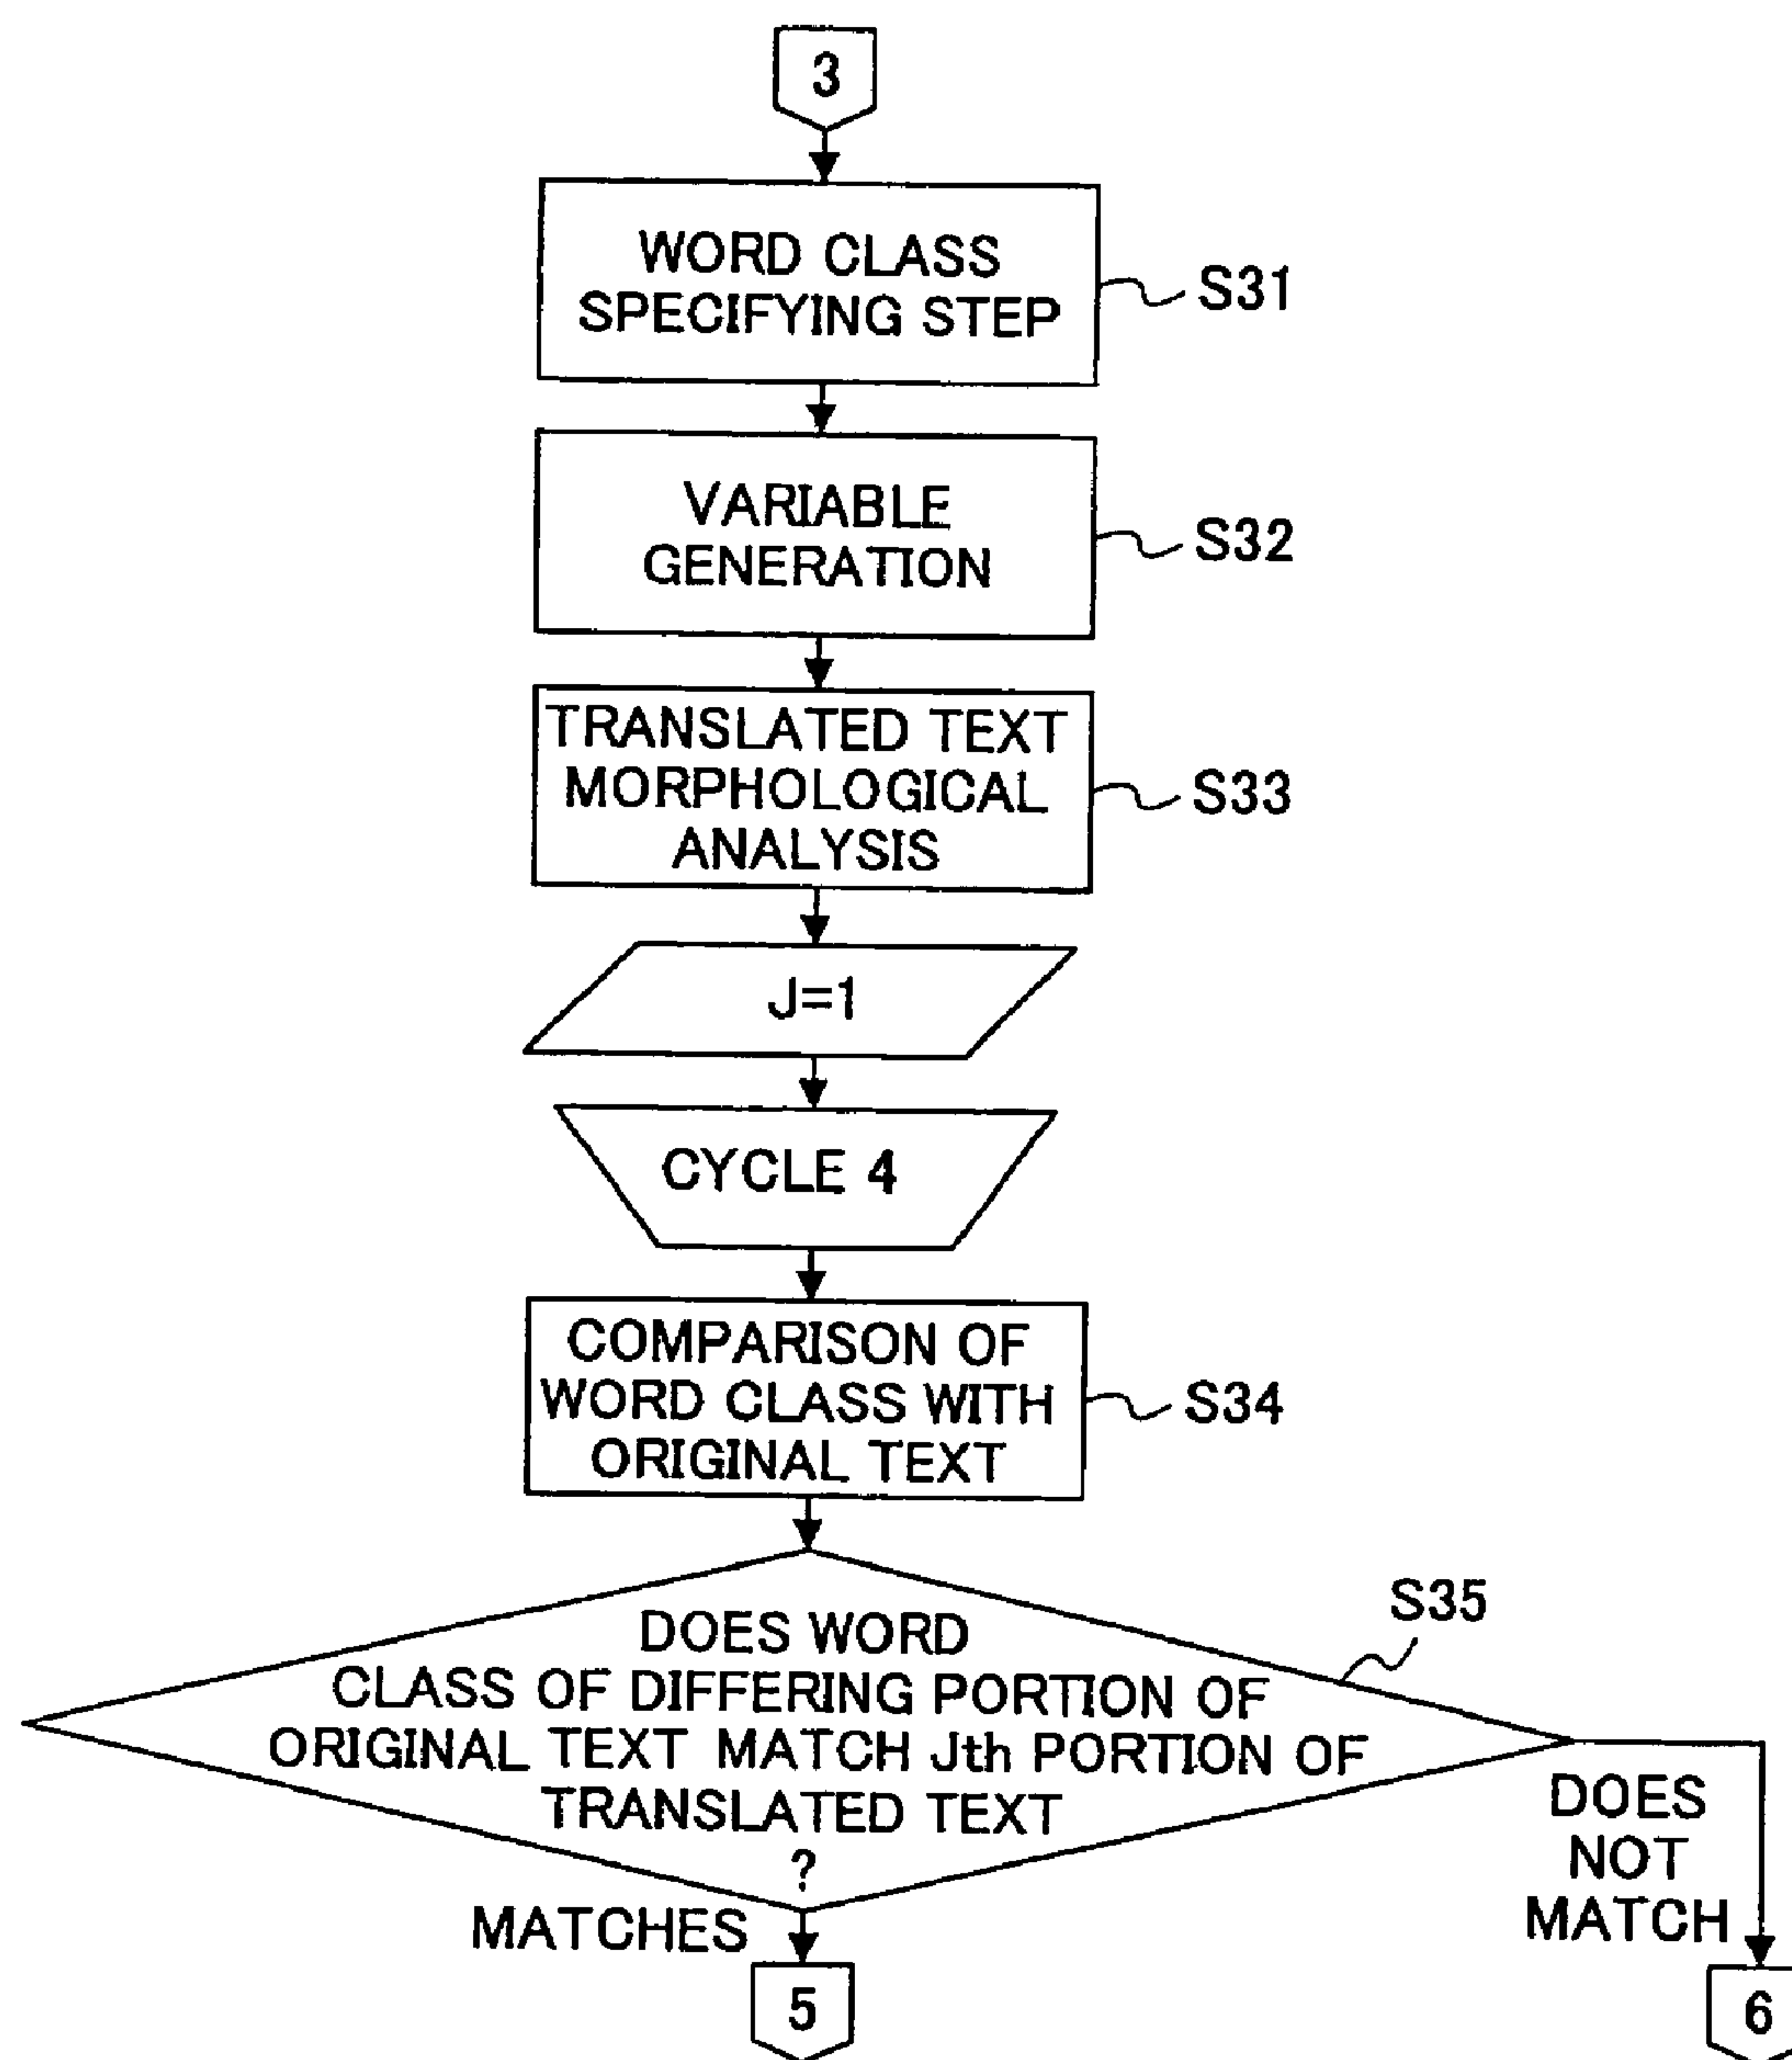 3
WORD CLASS
SPECIFYING STEP
S31
VARIABLE
GENERATION
S32
TRANSLATED TEXT
MORPHOLOGICAL
ANALYSIS
S33
J=1
CYCLE 4
COMPARISON OF
WORD CLASS WITH
ORIGINAL TEXT
S34
S35
DOES WORD
CLASS OF DIFFERING PORTION OF
ORIGINAL TEXT MATCH Jth PORTION OF
TRANSLATED TEXT
?
MATCHES
DOES
NOT
MATCH
5
6